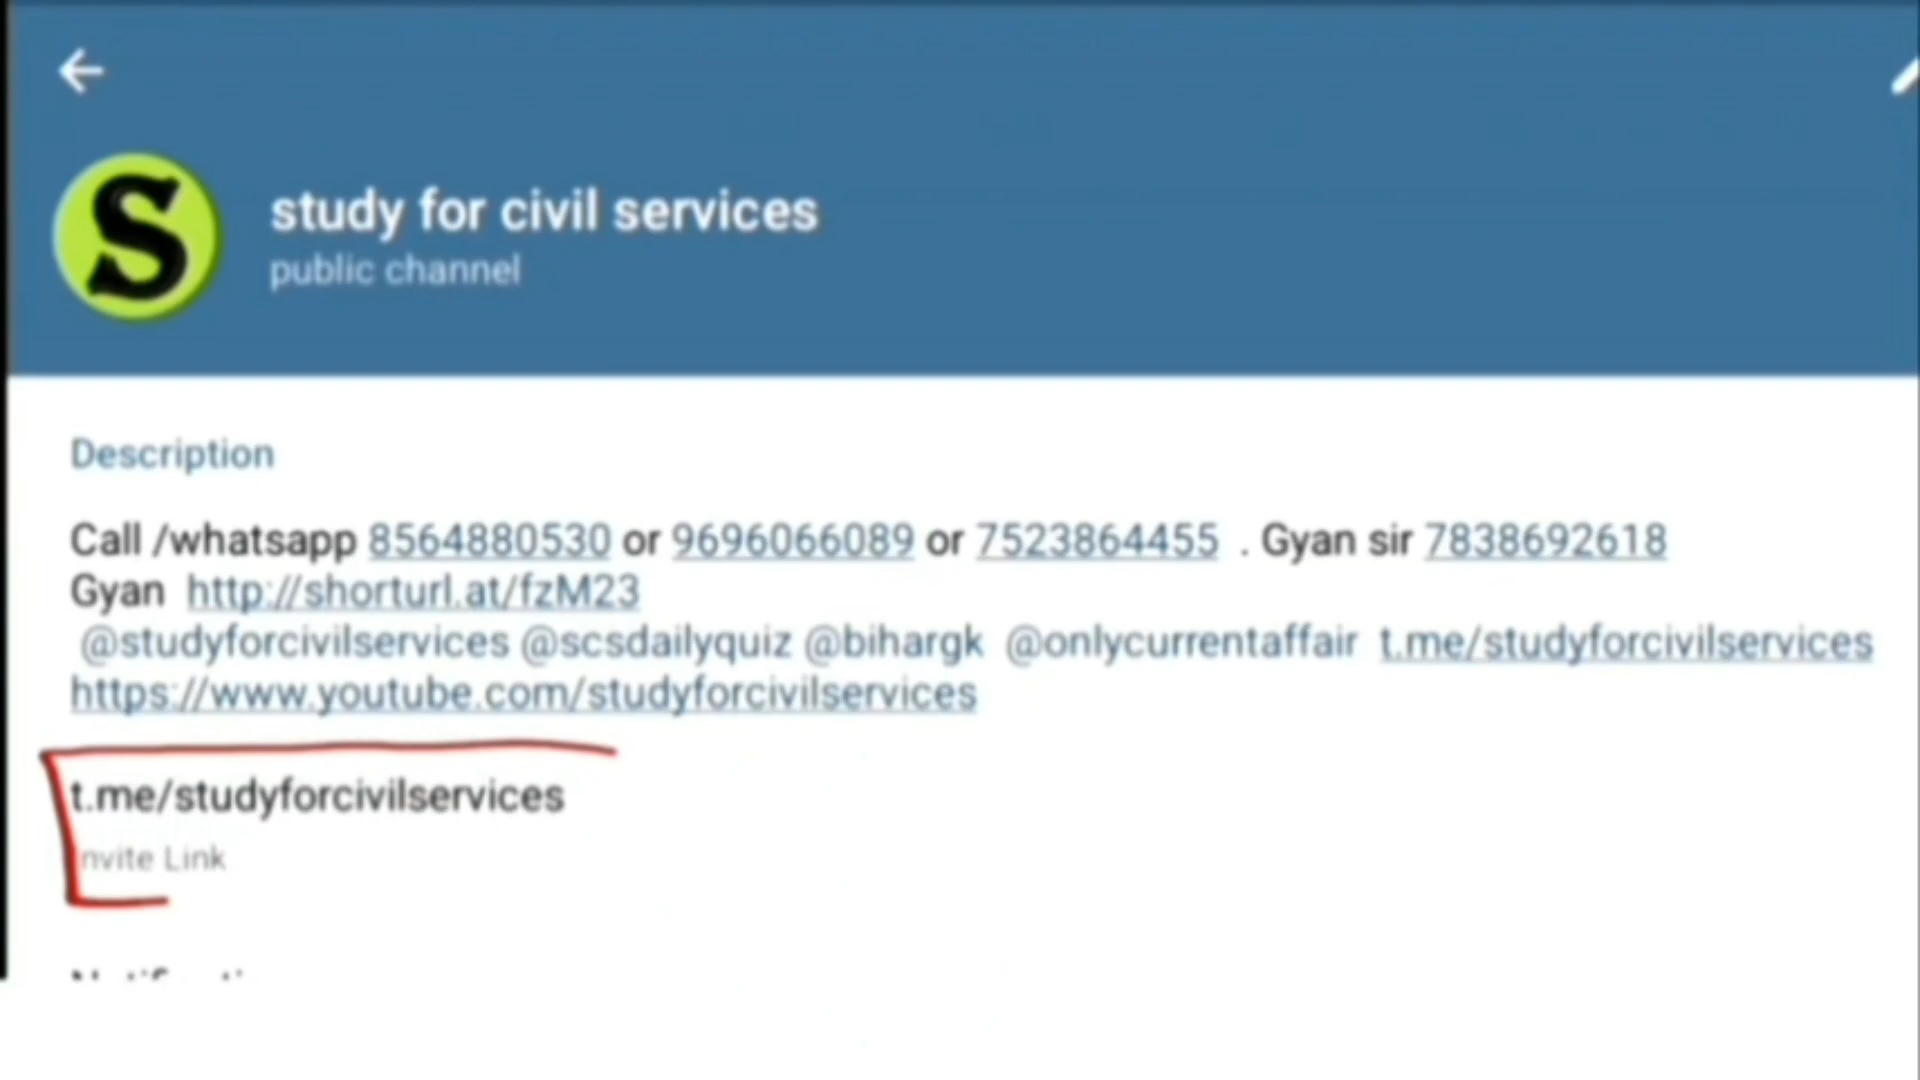 S
study for civil services
public channel
Description
Call /whatsapp 8564880530 or 9696066089 or 7523864455 . Gyan sir 7838692618
Gyan http://shorturl.at/fzM23
@studyforcivilservices @scsdailyquiz @bihargk @onlycurrentaffair t.me/studyforcivilservices
https://www.youtube.com/studyforcivilservices
t.me/studyforcivilservices
Invite Link